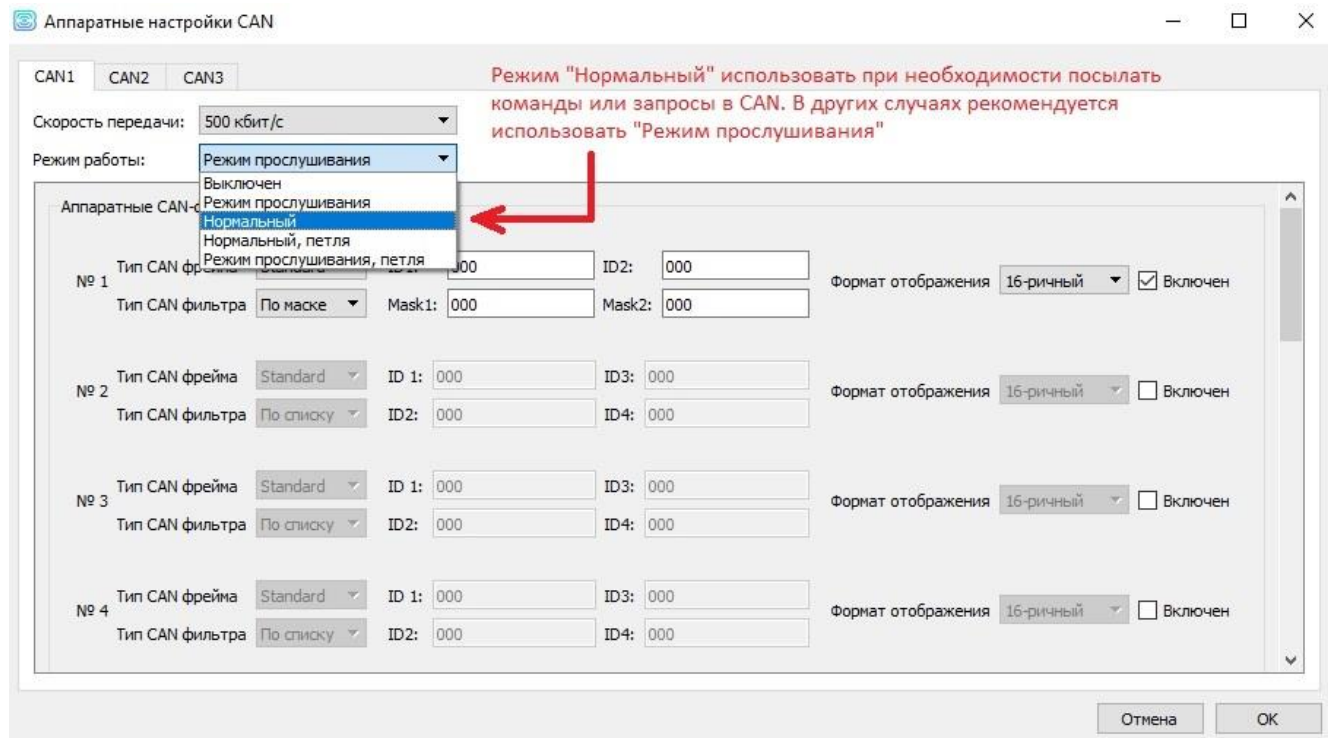 Аппаратные настройки CAN
CAN1 CAN2 CAN3
Режим "Нормальный" использовать при необходимости посылать
команды или запросы в CAN. В других случаях рекомендуется
использовать "Режим прослушивания"
Скорость передачи: 500 кбит/с
Режим работы: Режим прослушивания
Выключен
Режим прослушивания
Нормальный
Нормальный, петля
Режим прослушивания, петля
Аппаратные CAN-
№ 1
Тип CAN 000 ID2: 000
Тип CAN фильтра По маске Mask1: 000 Mask2: 000
Формат отображения 16-ричный Включен
№ 2
Тип CAN фрейма Standard ID 1: 000 ID3: 000
Тип CAN фильтра По списку ID2: 000 ID4: 000
Формат отображения 16-ричный Включен
№ 3
Тип CAN фрейма Standard ID 1: 000 ID3: 000
Тип CAN фильтра По списку ID2: 000 ID4: 000
Формат отображения 16-ричный Включен
№ 4
Тип CAN фрейма Standard ID 1: 000 ID3: 000
Тип CAN фильтра По списку ID2: 000 ID4: 000
Формат отображения 16-ричный Включен
Отмена OK